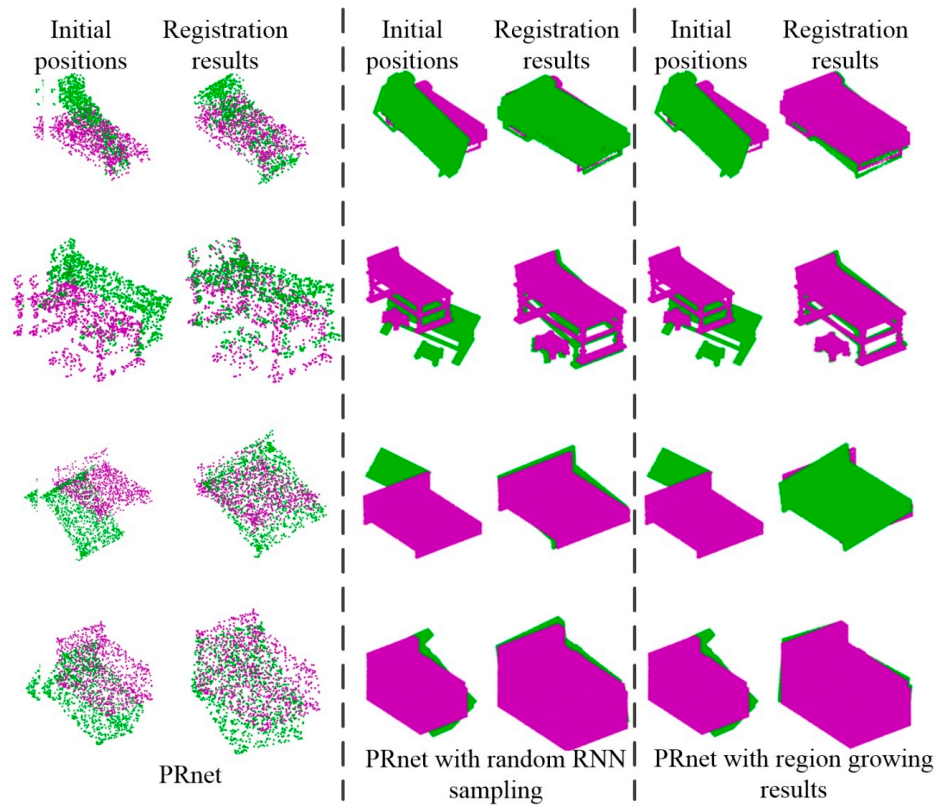 Initial
positions
Registration
results
Initial
positions
Registration
results
Initial
positions
Registration
results
PRnet
PRnet with random RNN
sampling
PRnet with region growing
results